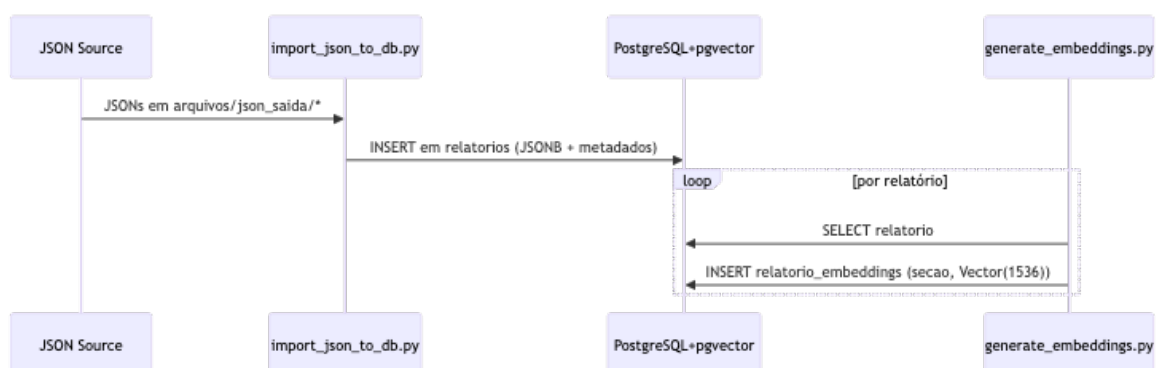 JSON Source
import_json_to_db.py
PostgreSQL+pgvector
generate_embeddings.py
JSONs em arquivos/json_saida/*
INSERT em relatorios (JSONB + metadados)
loop
[por relatório]
SELECT relatorio
INSERT relatorio_embeddings (secao, Vector(1536))
JSON Source
import_json_to_db.py
PostgreSQL+pgvector
generate_embeddings.py